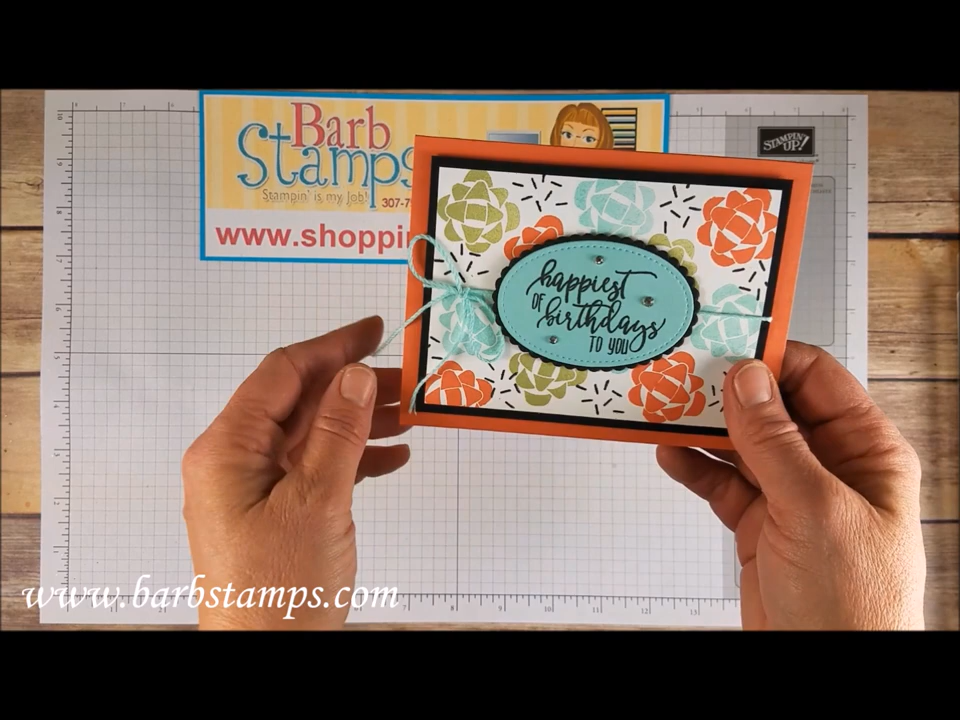 Barb
Stamps
Stampin' is my Job!
307-7
www.shoppin
STAMPIN' UP!
happiest
OF
birthdays
TO YOU
www.barbstamps.com